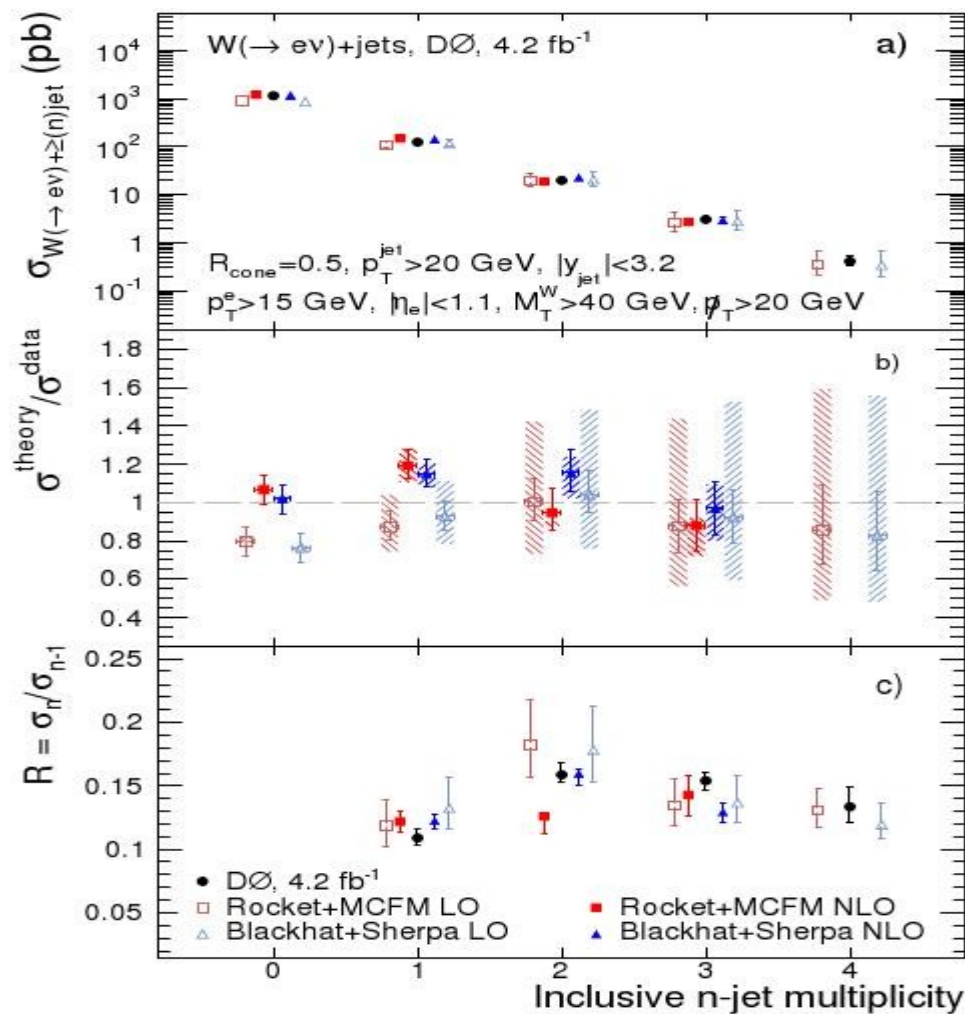 σ_W(→ eν)+≥(n)jet (pb)
10⁴
10³
10²
10
1
10⁻¹
W(→ eν)+jets, DØ, 4.2 fb⁻¹
a)
R_cone=0.5, p_T^jet>20 GeV, |y_jet|<3.2
p_T^e>15 GeV, |η_e|<1.1, M_T^W>40 GeV, p̸_T>20 GeV
σ^theory/σ^data
1.8
1.6
1.4
1.2
1
0.8
0.6
0.4
b)
R = σ_n/σ_n-1
0.25
0.2
0.15
0.1
0.05
c)
DØ, 4.2 fb⁻¹
Rocket+MCFM LO
Rocket+MCFM NLO
Blackhat+Sherpa LO
Blackhat+Sherpa NLO
0 1 2 3 4
Inclusive n-jet multiplicity